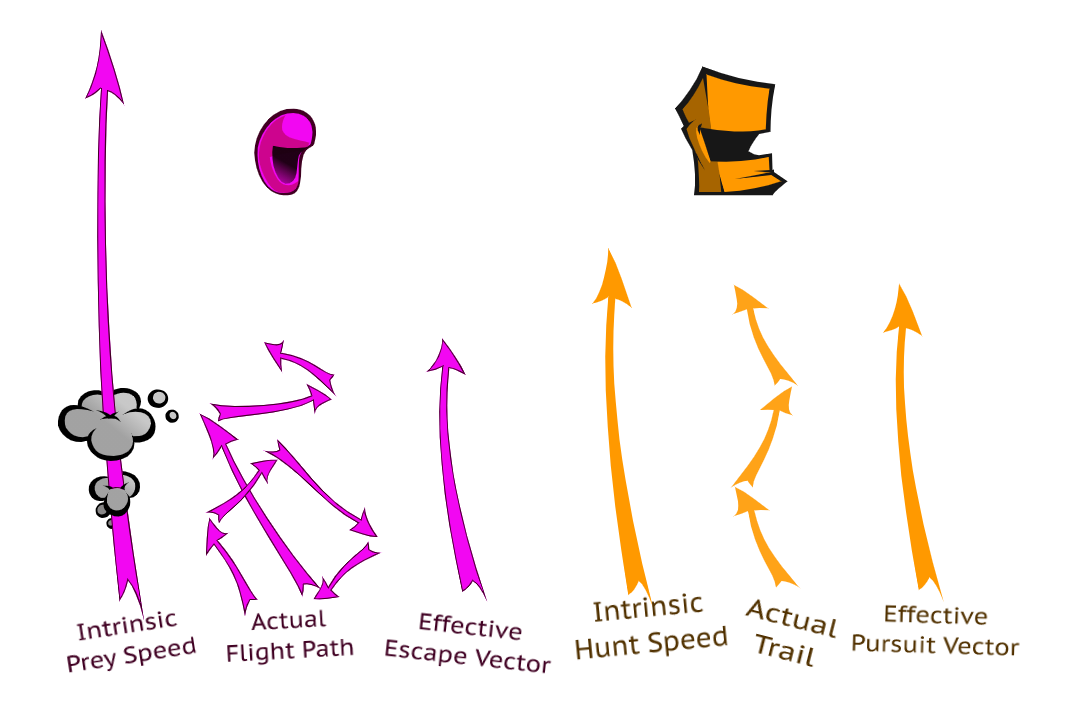 Intrinsic
Prey Speed
Actual
Flight Path
Effective
Escape Vector
Intrinsic
Hunt Speed
Actual
Trail
Effective
Pursuit Vector